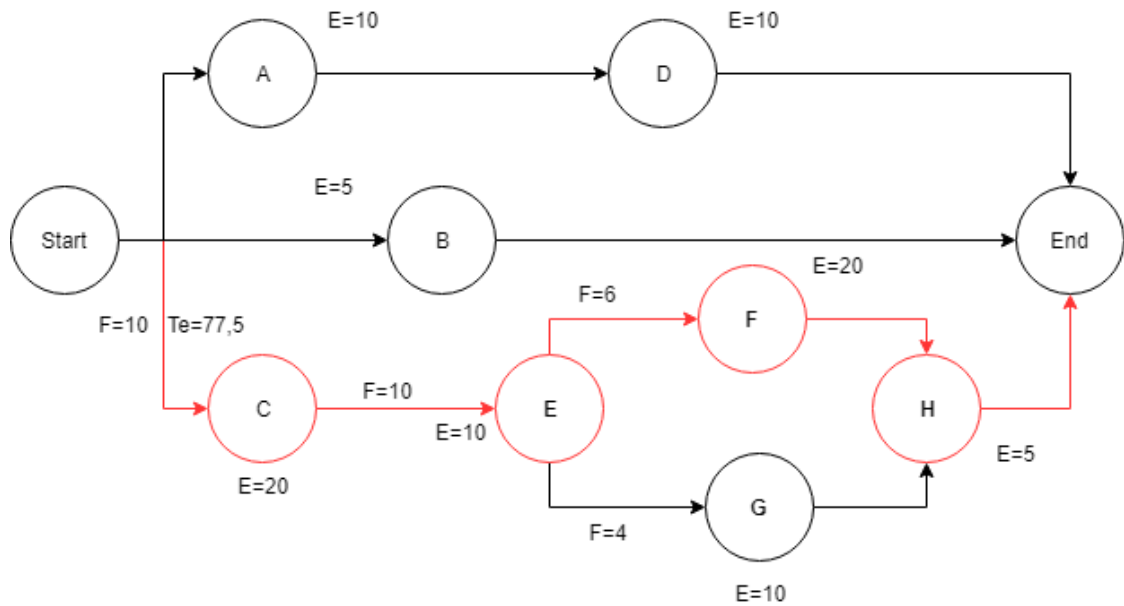 E=10
E=10
A
D
E=5
Start
B
End
E=20
F=6
F=10
Te=77,5
F
F=10
C
E
H
E=10
E=20
E=5
G
F=4
E=10